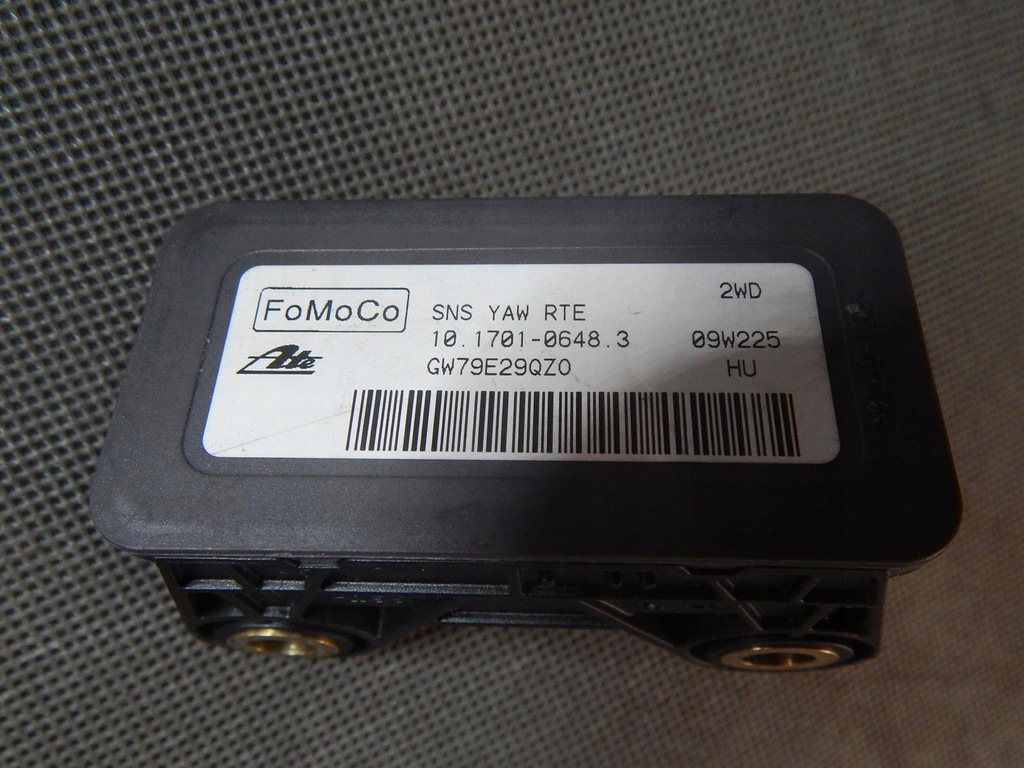 2WD
FoMoCo SNS YAW RTE
10.1701-0648.3 09W225
Ate GW79E29QZ0 HU